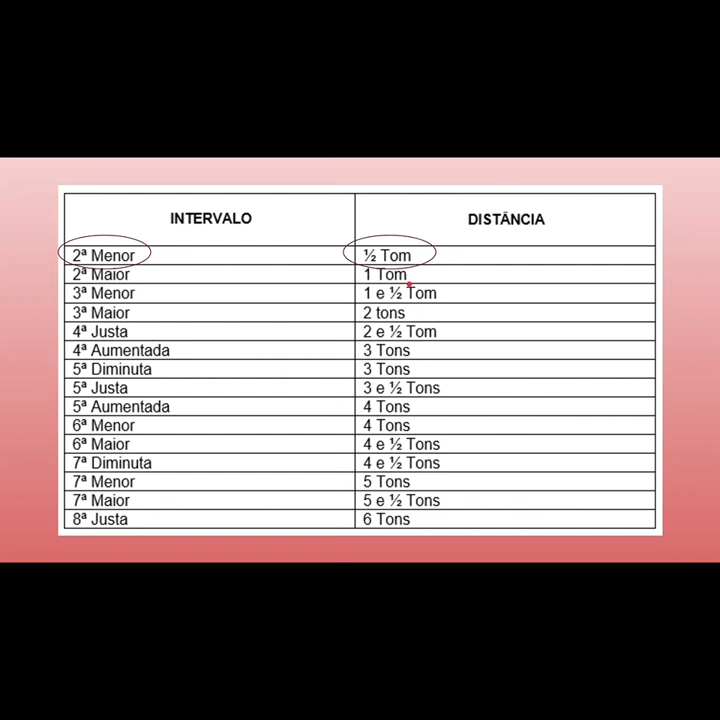 INTERVALO DISTÂNCIA
2ª Menor ½ Tom
2ª Maior 1 Tom
3ª Menor 1 e ½ Tom
3ª Maior 2 tons
4ª Justa 2 e ½ Tom
4ª Aumentada 3 Tons
5ª Diminuta 3 Tons
5ª Justa 3 e ½ Tons
5ª Aumentada 4 Tons
6ª Menor 4 Tons
6ª Maior 4 e ½ Tons
7ª Diminuta 4 e ½ Tons
7ª Menor 5 Tons
7ª Maior 5 e ½ Tons
8ª Justa 6 Tons